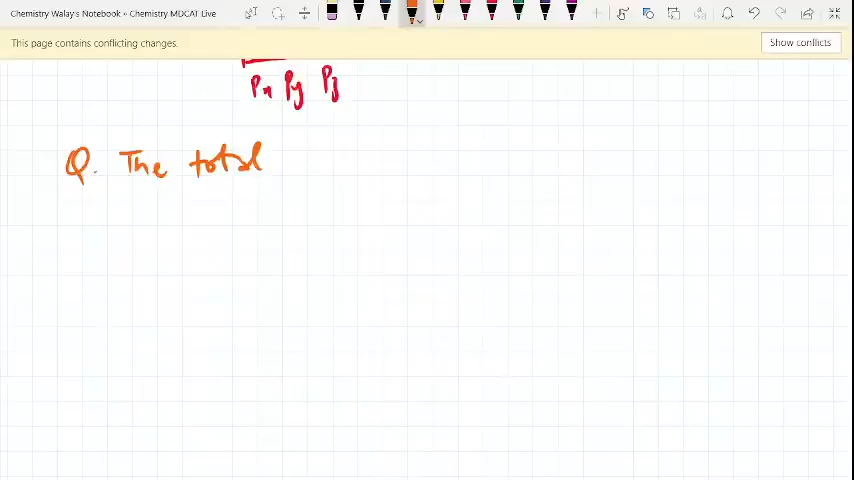 Chemistry Walay's Notebook » Chemistry MDCAT Live
This page contains conflicting changes.
Show conflicts
Px Py Pz
Q. The total